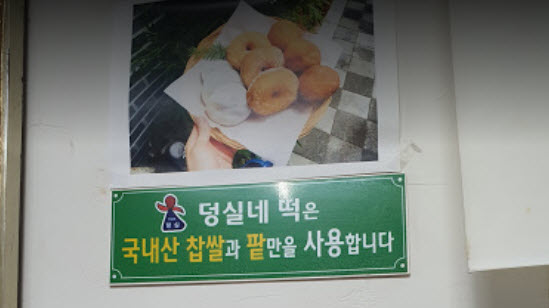 덩실네 떡은
국내산 찹쌀과 팥만을 사용합니다